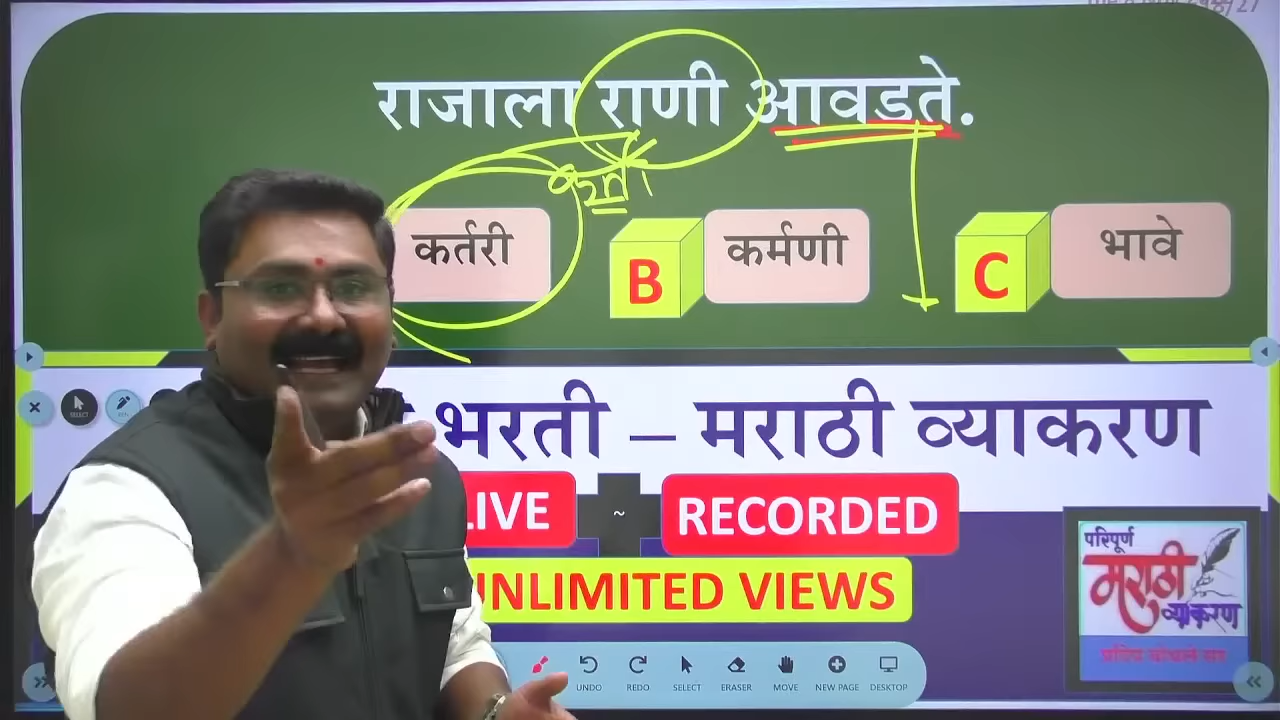 राजाला राणी आवडते.
कर्तरी
B
कर्मणी
C
भावे
भरती – मराठी व्याकरण
LIVE ~ RECORDED
UNLIMITED VIEWS
परिपूर्ण
मराठी
व्याकरण
SELECT
UNDO REDO SELECT ERASER MOVE NEW PAGE DESKTOP